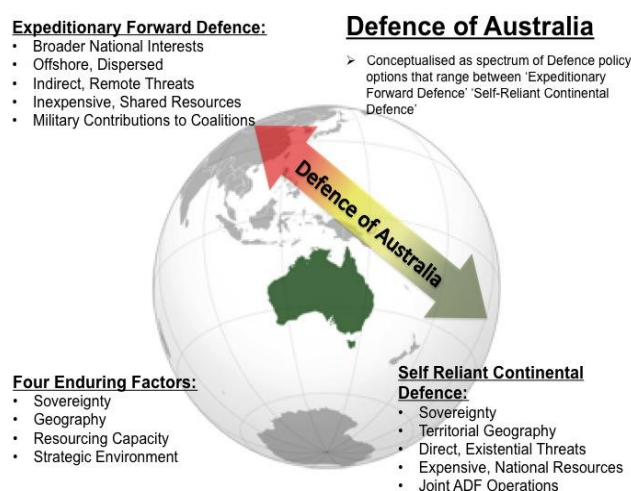 Expeditionary Forward Defence:
• Broader National Interests
• Offshore, Dispersed
• Indirect, Remote Threats
• Inexpensive, Shared Resources
• Military Contributions to Coalitions
Defence of Australia
➢ Conceptualised as spectrum of Defence policy
options that range between ‘Expeditionary
Forward Defence’ ‘Self-Reliant Continental
Defence’
Defence of Australia
Four Enduring Factors:
• Sovereignty
• Geography
• Resourcing Capacity
• Strategic Environment
Self Reliant Continental
Defence:
• Sovereignty
• Territorial Geography
• Direct, Existential Threats
• Expensive, National Resources
• Joint ADF Operations